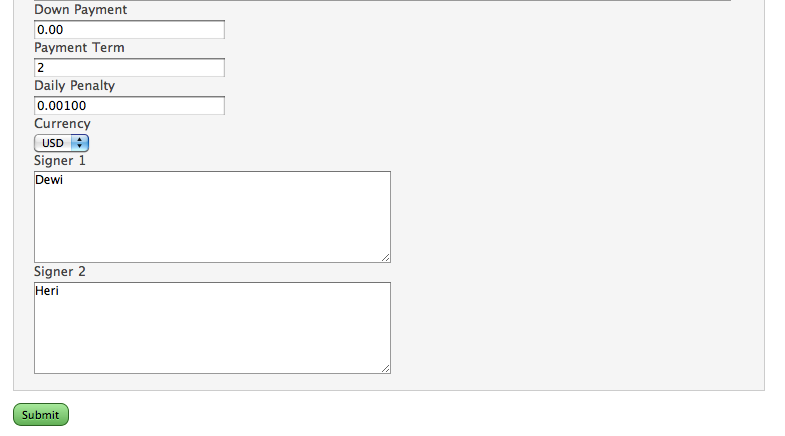 Down Payment
0.00
Payment Term
2
Daily Penalty
0.00100
Currency
USD
Signer 1
Dewi
Signer 2
Heri
Submit